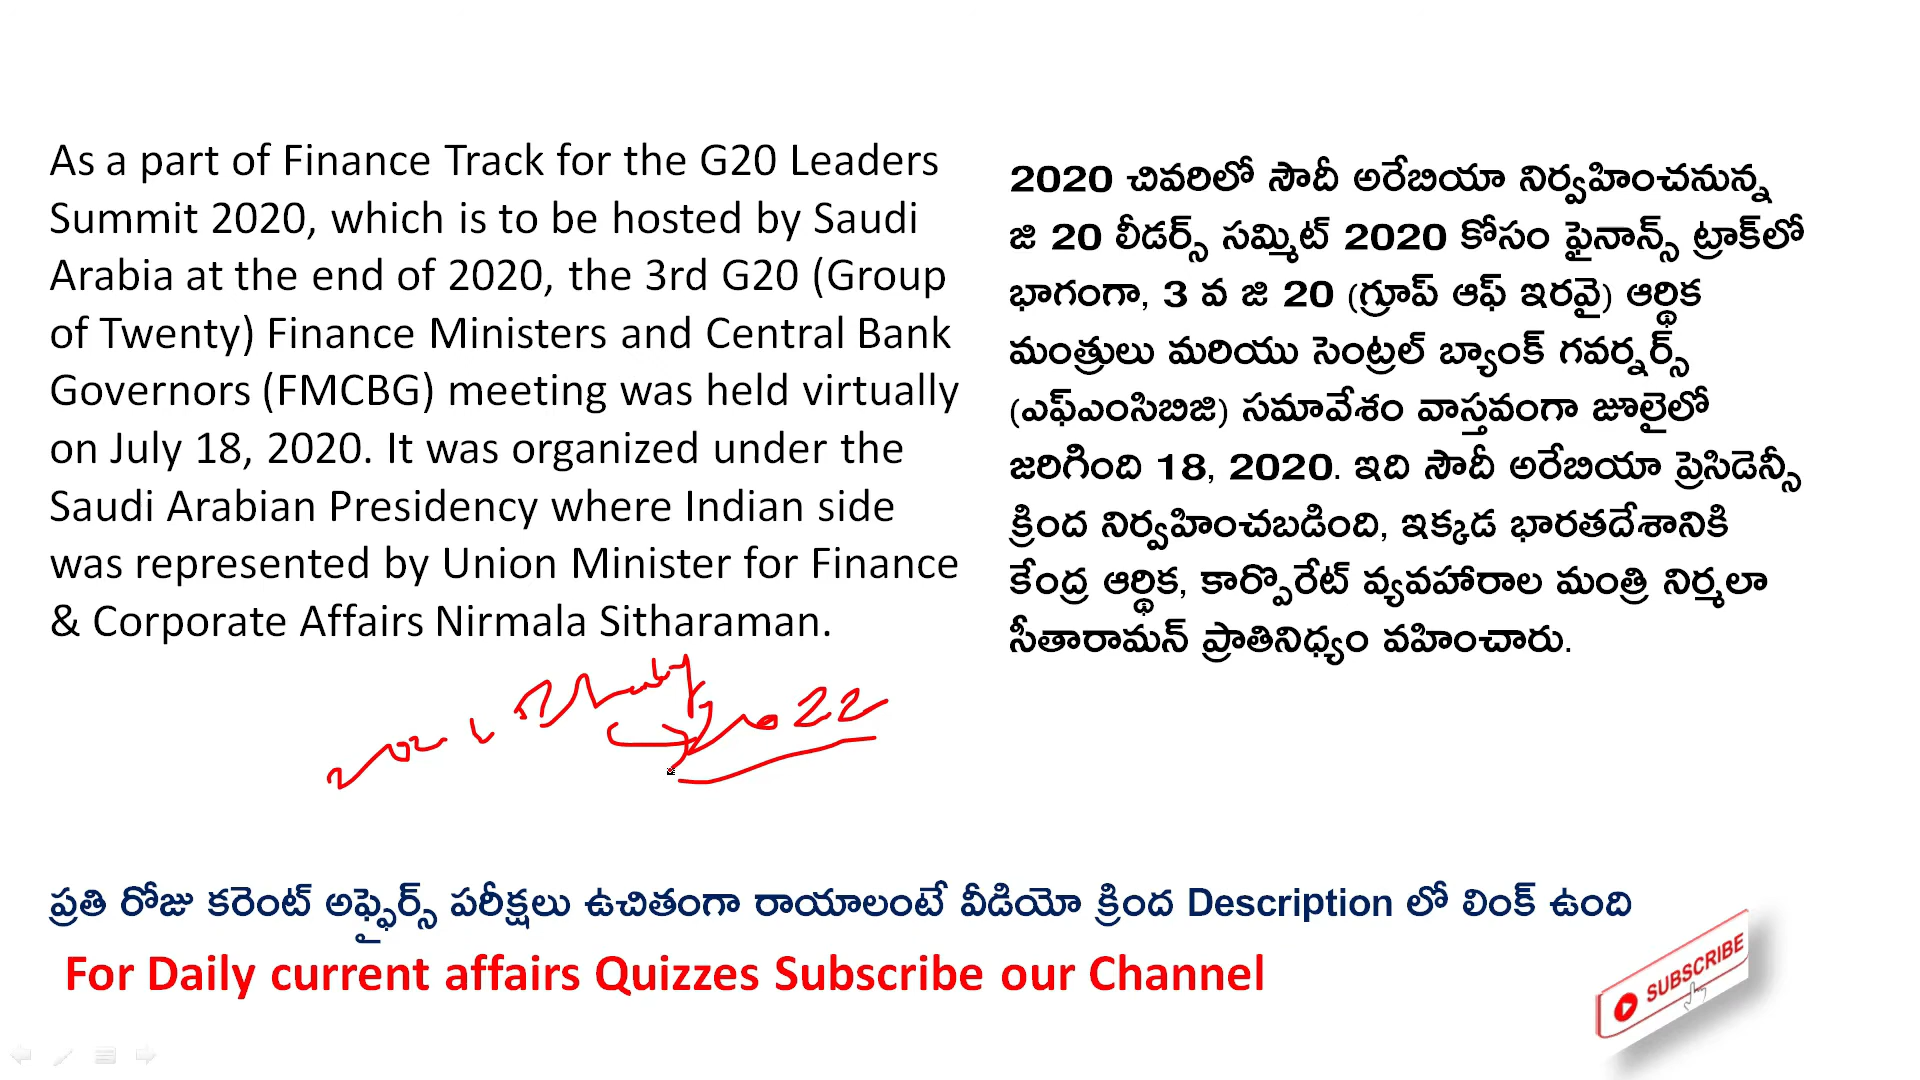 As a part of Finance Track for the G20 Leaders
Summit 2020, which is to be hosted by Saudi
Arabia at the end of 2020, the 3rd G20 (Group
of Twenty) Finance Ministers and Central Bank
Governors (FMCBG) meeting was held virtually
on July 18, 2020. It was organized under the
Saudi Arabian Presidency where Indian side
was represented by Union Minister for Finance
& Corporate Affairs Nirmala Sitharaman.
2020 చివరిలో సౌదీ అరేబియా నిర్వహించనున్న
జి 20 లీడర్స్ సమ్మిట్ 2020 కోసం ఫైనాన్స్ ట్రాక్‌లో
భాగంగా, 3 వ జి 20 (గ్రూప్ ఆఫ్ ఇరవై) ఆర్థిక
మంత్రులు మరియు సెంట్రల్ బ్యాంక్ గవర్నర్స్
(ఎఫ్ఎంసిబిజి) సమావేశం వాస్తవంగా జూలైలో
జరిగింది 18, 2020. ఇది సౌదీ అరేబియా ప్రెసిడెన్సీ
క్రింద నిర్వహించబడింది, ఇక్కడ భారతదేశానికి
కేంద్ర ఆర్థిక, కార్పొరేట్ వ్యవహారాల మంత్రి నిర్మలా
సీతారామన్ ప్రాతినిధ్యం వహించారు.
22
ప్రతి రోజు కరెంట్ అఫ్ఫైర్స్ పరీక్షలు ఉచితంగా రాయాలంటే వీడియో క్రింద Description లో లింక్ ఉంది
For Daily current affairs Quizzes Subscribe our Channel
SUBSCRIBE